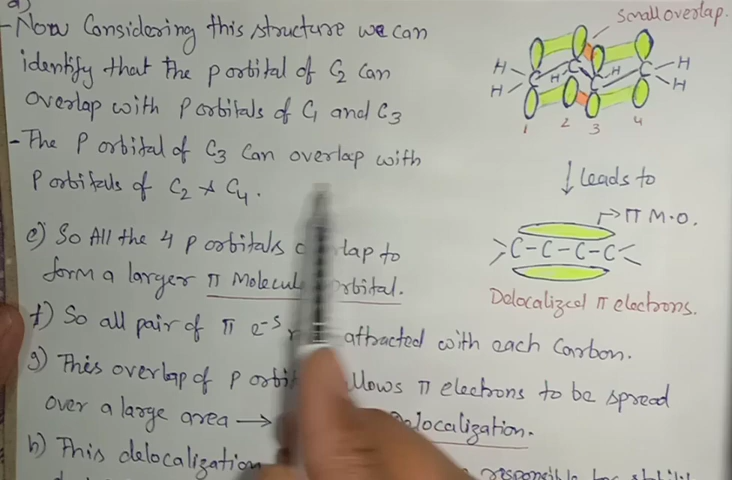 - Now Considering this structure we can
identify that the p orbital of C2 can
overlap with p orbitals of C1 and C3
- The p orbital of C3 can overlap with
p orbitals of C2 & C4.
e) So All the 4 p orbitals to
form a larger π
f) So all pair of π e-s attracted with each Carbon.
g) This overlap of p π electrons to be spread
over a large area →
h) This delocalization
responsible
Small overlap.
H C C C C H
H H H H
1 2 3 4
↓ leads to
π M.O.
C-C-C-C
Delocalized π electrons.